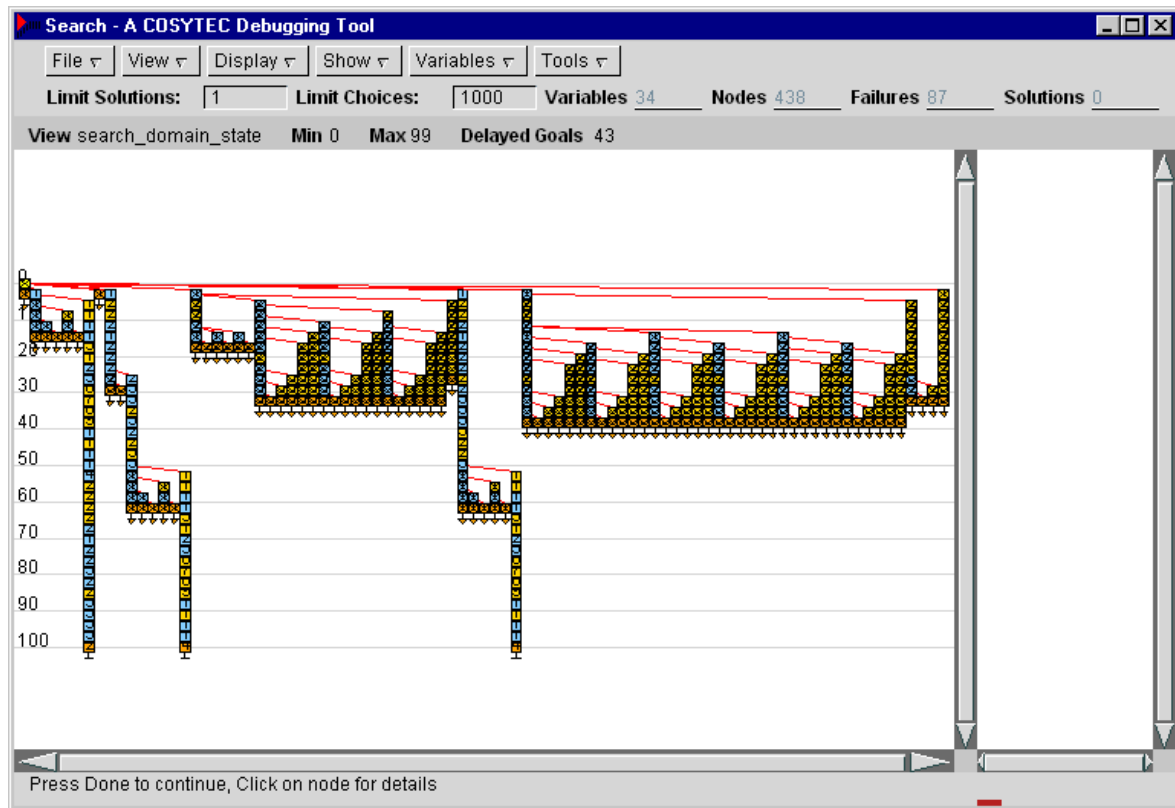 Search - A COSYTEC Debugging Tool
File View Display Show Variables Tools
Limit Solutions: 1 Limit Choices: 1000 Variables 34 Nodes 438 Failures 87 Solutions 0
View search_domain_state Min 0 Max 99 Delayed Goals 43
0
20
30
40
50
60
70
80
90
100
Press Done to continue, Click on node for details